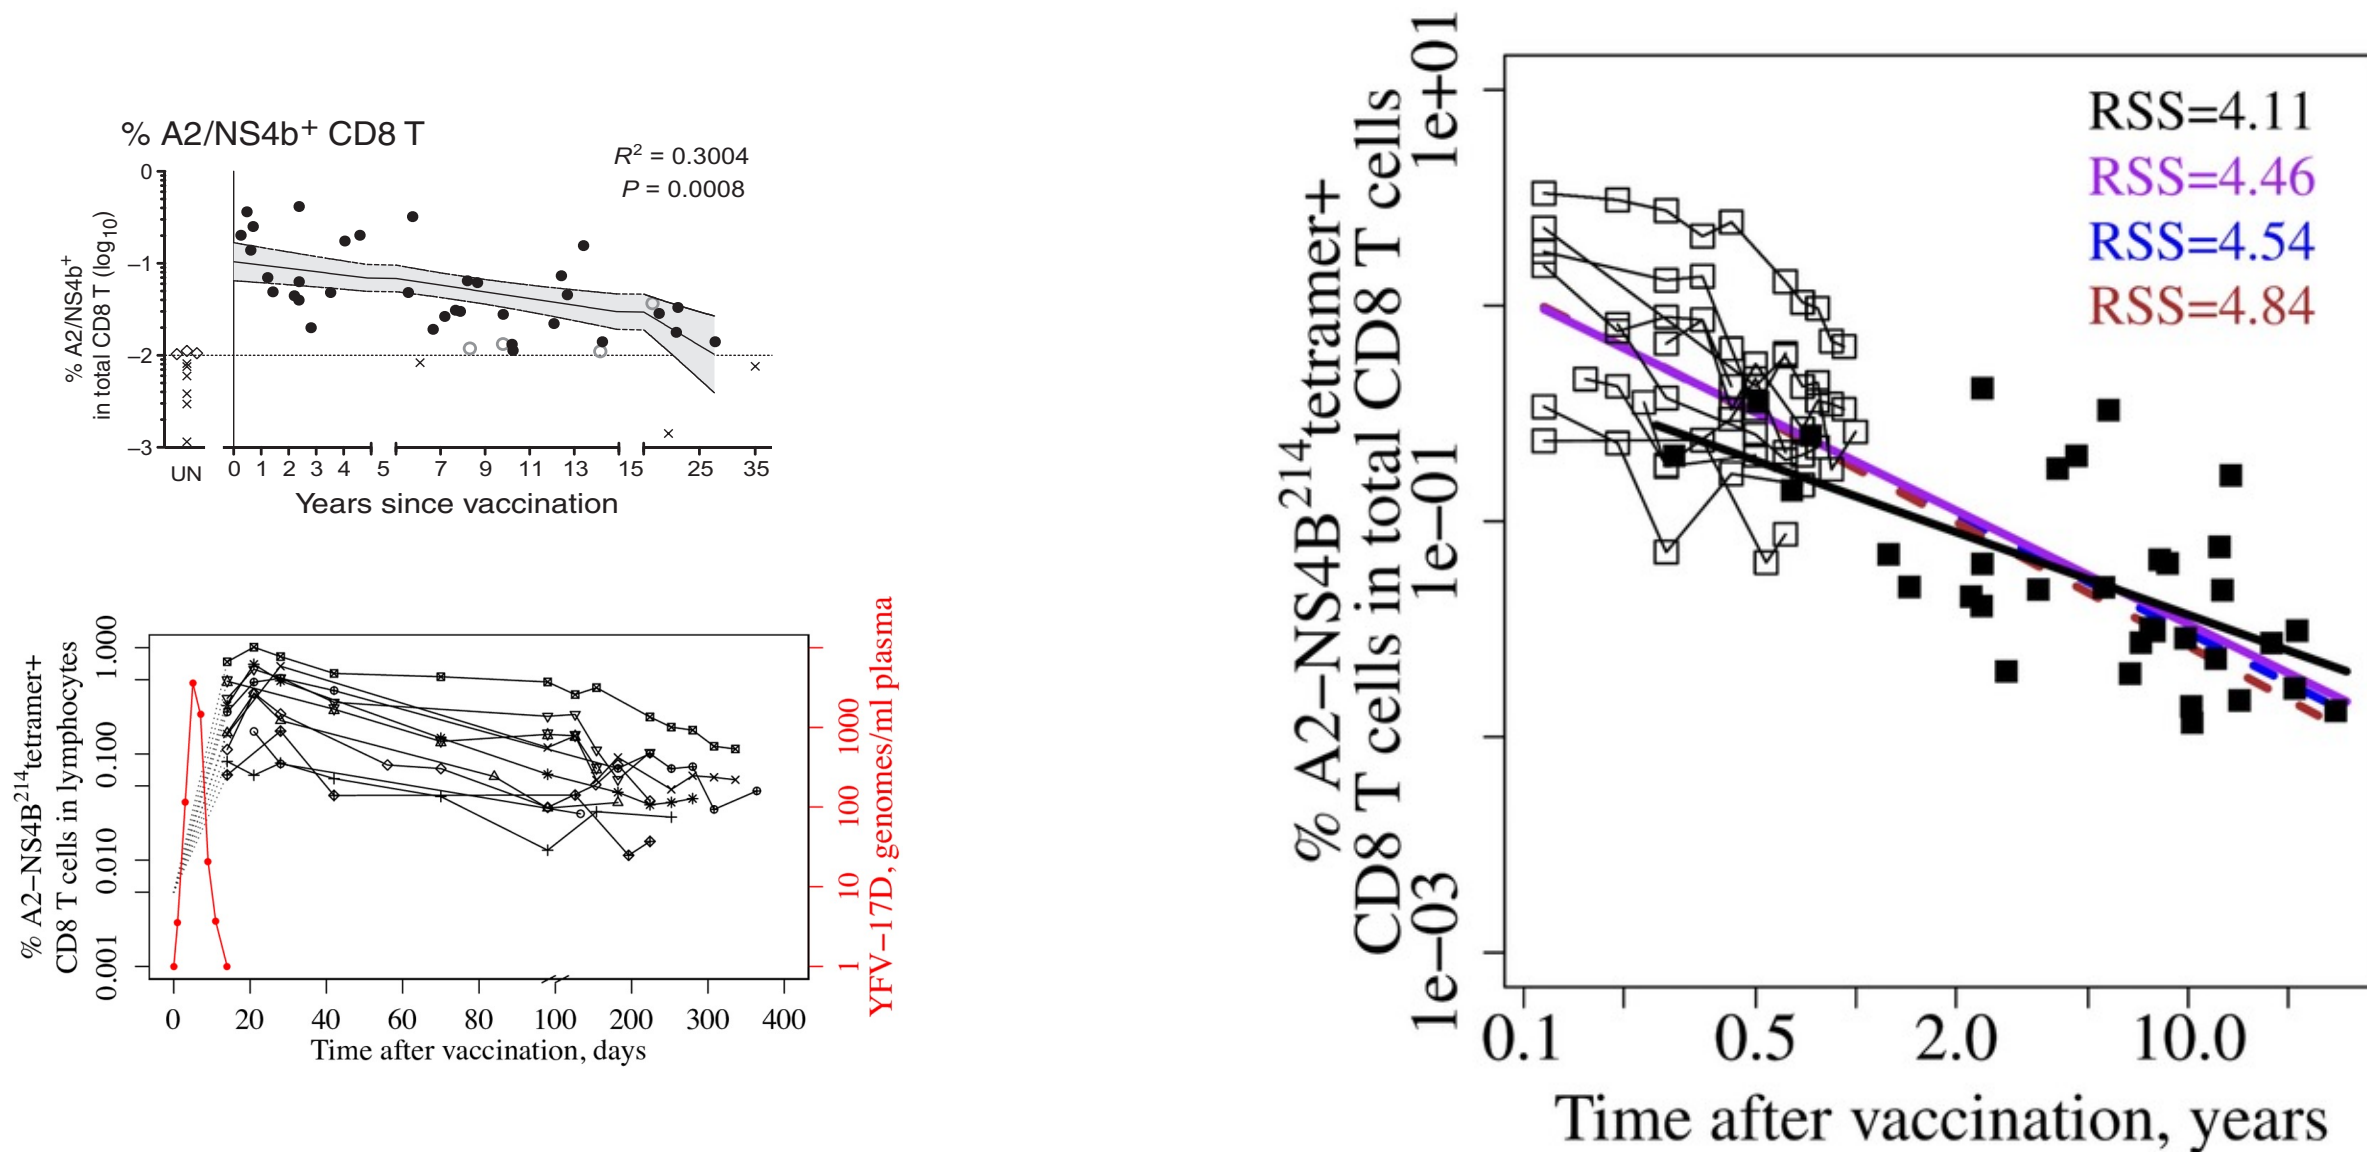 % A2/NS4b+ CD8 T
R² = 0.3004
P = 0.0008
% A2/NS4b+
in total CD8 T (log10)
0
–1
–2
–3
UN
0 1 2 3 4 5 7 9 11 13 15 25 35
Years since vaccination
% A2–NS4B²¹⁴tetramer+
CD8 T cells in lymphocytes
1.000
0.100
0.010
0.001
1000
100
10
1
YFV–17D, genomes/ml plasma
0 20 40 60 80 100 200 300 400
Time after vaccination, days
% A2–NS4B²¹⁴tetramer+
CD8 T cells in total CD8 T cells
1e+01
1e–01
1e–03
RSS=4.11
RSS=4.46
RSS=4.54
RSS=4.84
0.1 0.5 2.0 10.0
Time after vaccination, years